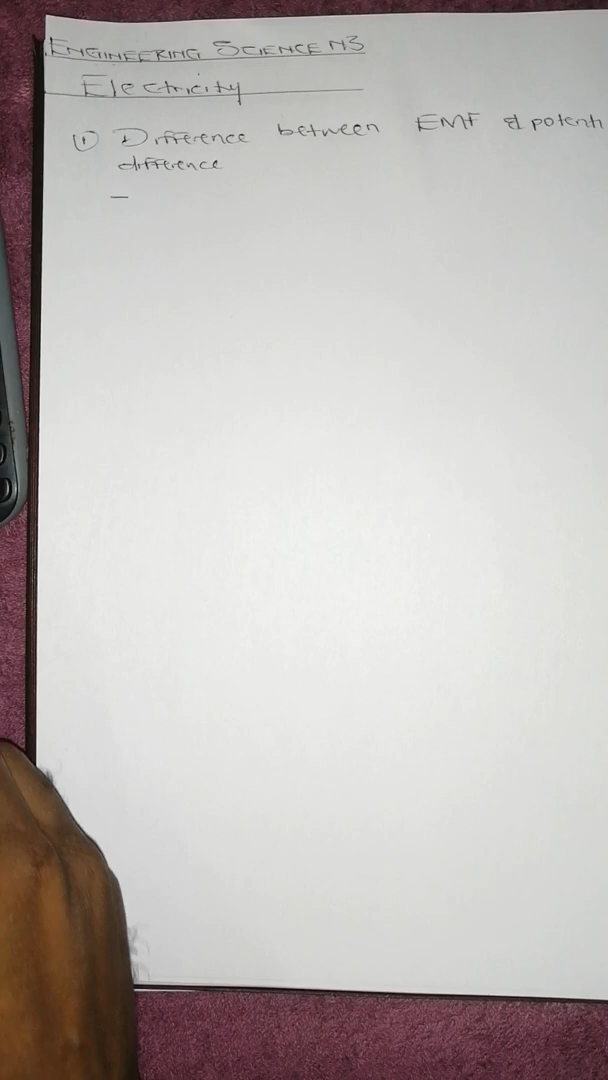 ENGINEERING SCIENCE N3
Electricity
① Difference between EMF & potenti
difference
–